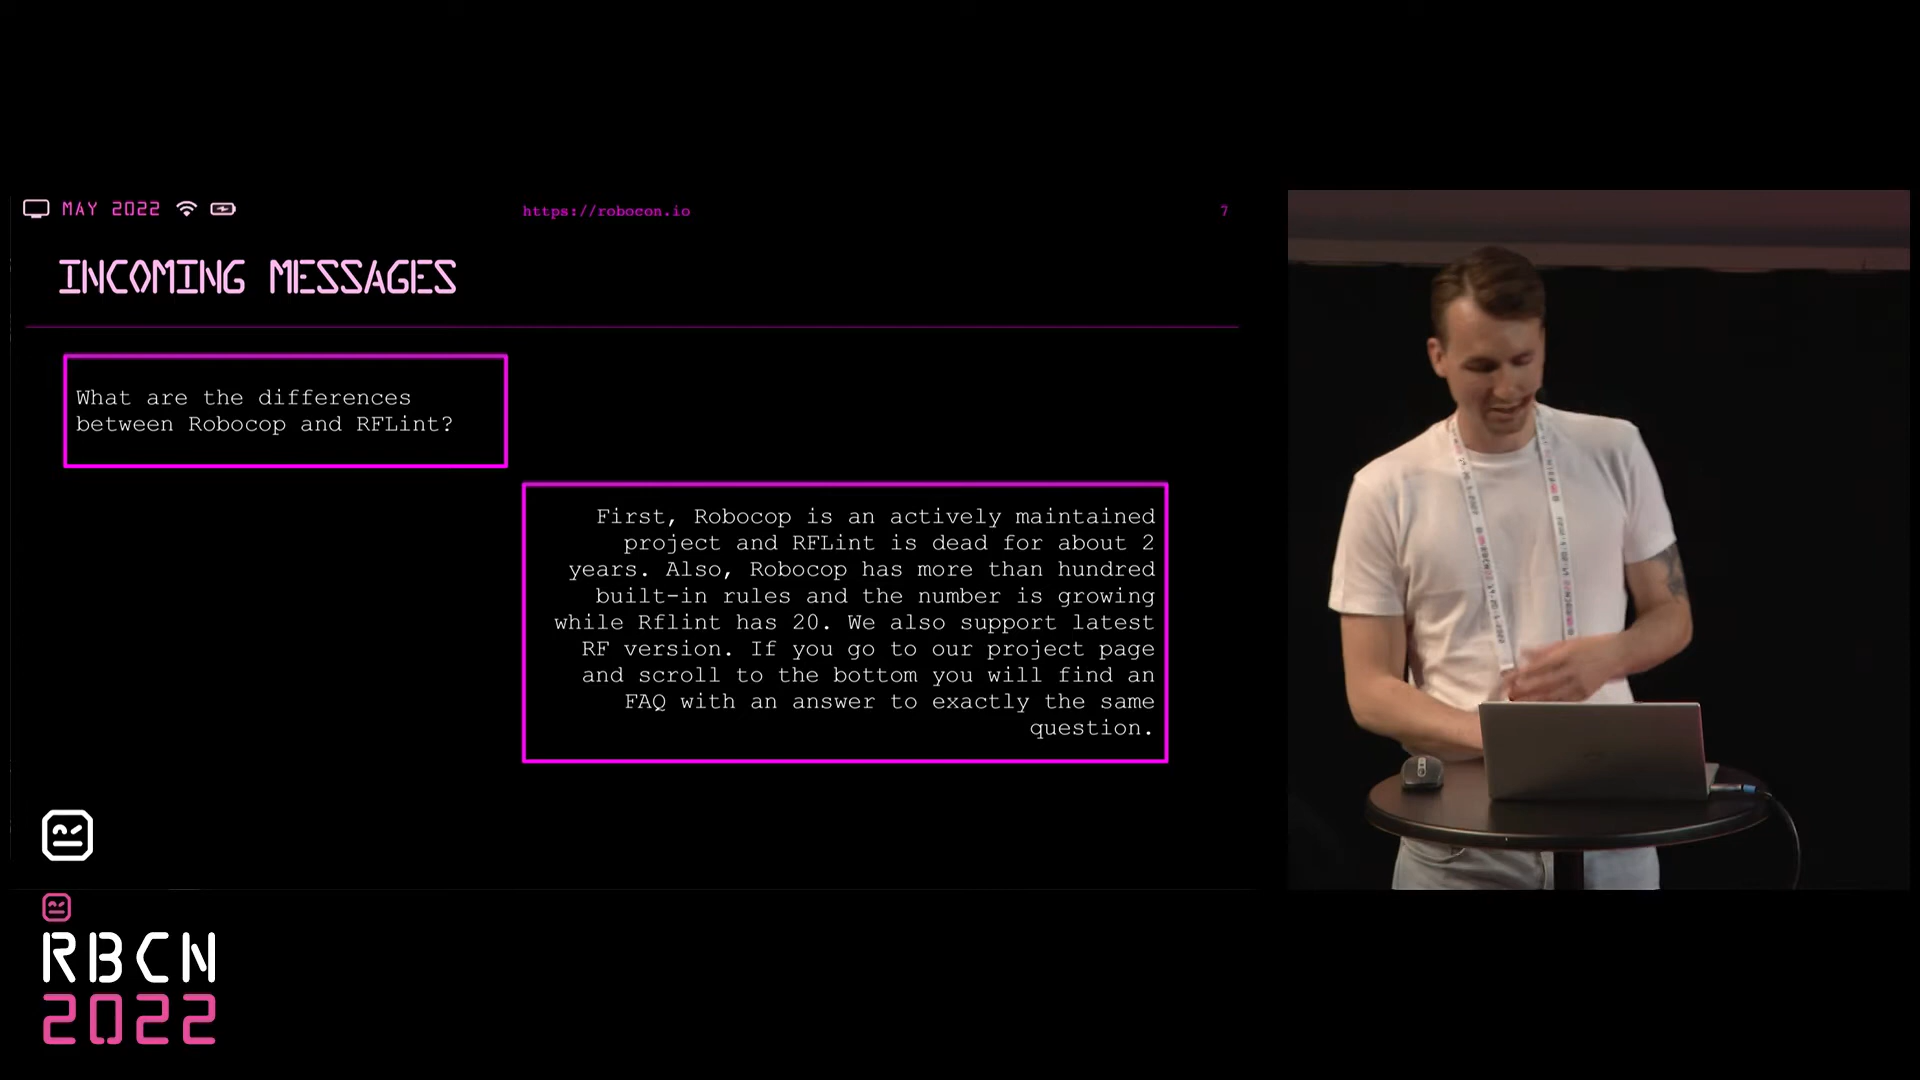 MAY 2022
https://robocon.io
7
INCOMING MESSAGES
What are the differences
between Robocop and RFLint?
First, Robocop is an actively maintained
project and RFLint is dead for about 2
years. Also, Robocop has more than hundred
built-in rules and the number is growing
while Rflint has 20. We also support latest
RF version. If you go to our project page
and scroll to the bottom you will find an
FAQ with an answer to exactly the same
question.
RBCN
2022